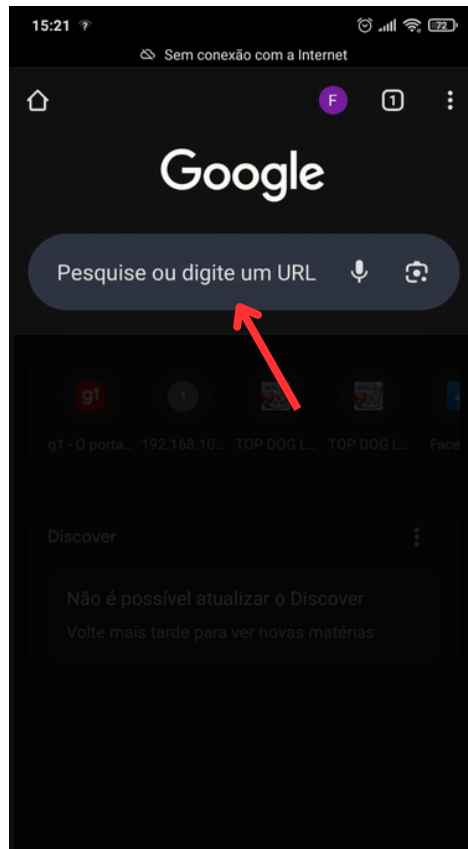 15:21
72
Sem conexão com a Internet
F
1
Google
Pesquise ou digite um URL
g1
1
g1 - O porta...
192.168.10...
TOP DOG L...
TOP DOG L...
Face
Discover
Não é possível atualizar o Discover
Volte mais tarde para ver novas matérias